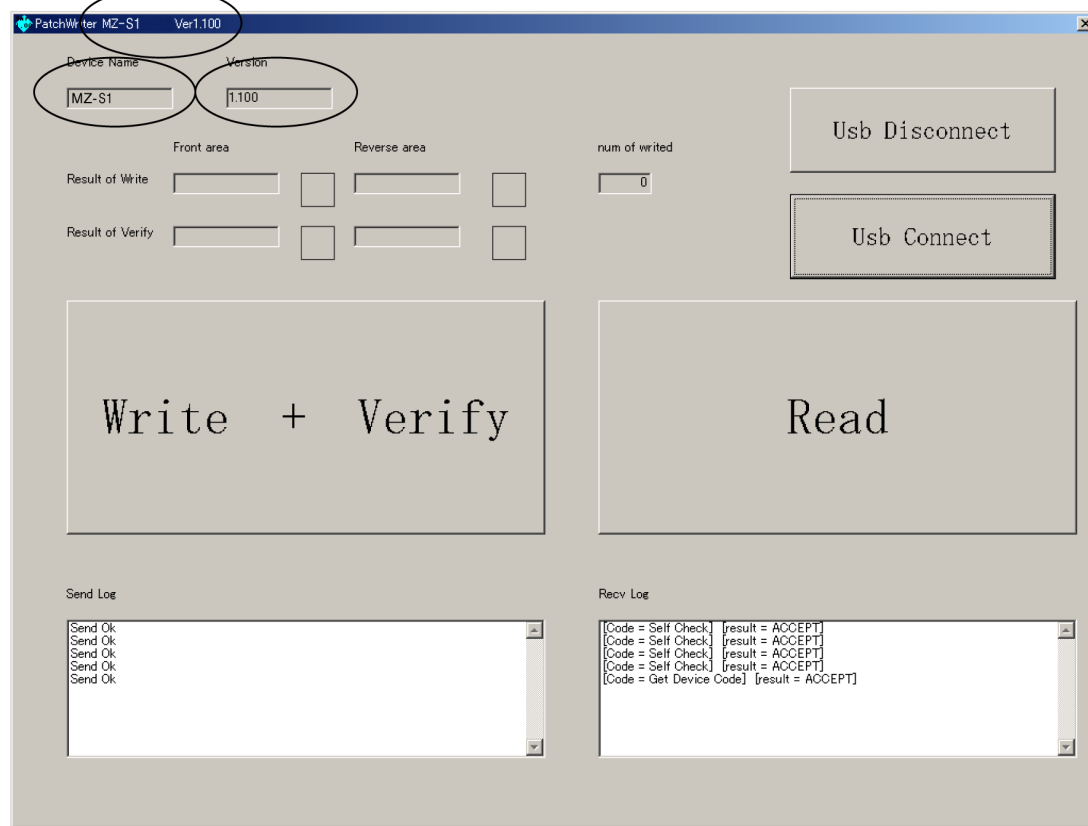 PatchWriter MZ-S1 Ver1.100
Device Name Version
MZ-S1 1.100
Usb Disconnect
Front area Reverse area num of writed
Result of Write 0
Result of Verify
Usb Connect
Write + Verify
Read
Send Log
Send Ok
Send Ok
Send Ok
Send Ok
Send Ok
Recv Log
[Code = Self Check] [result = ACCEPT]
[Code = Self Check] [result = ACCEPT]
[Code = Self Check] [result = ACCEPT]
[Code = Self Check] [result = ACCEPT]
[Code = Get Device Code] [result = ACCEPT]